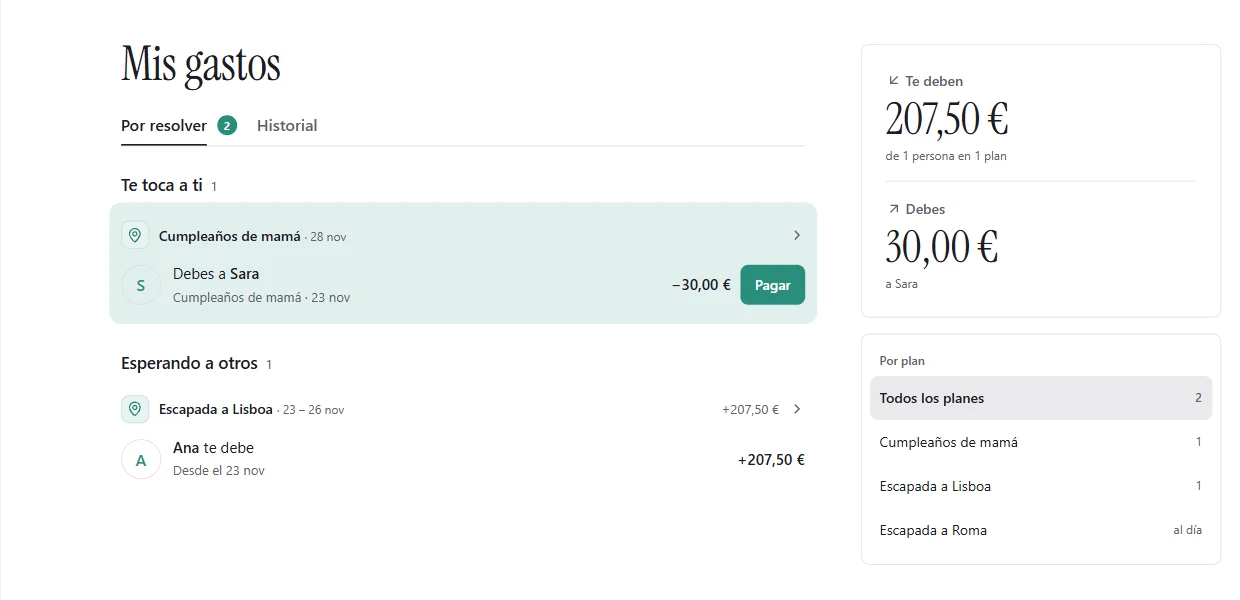 Mis gastos
Por resolver 2 Historial
Te toca a ti 1
Cumpleaños de mamá · 28 nov
S
Debes a Sara
Cumpleaños de mamá · 23 nov
−30,00 € Pagar
Esperando a otros 1
Escapada a Lisboa · 23 – 26 nov +207,50 €
A
Ana te debe
Desde el 23 nov
+207,50 €
Te deben
207,50 €
de 1 persona en 1 plan
Debes
30,00 €
a Sara
Por plan
Todos los planes 2
Cumpleaños de mamá 1
Escapada a Lisboa 1
Escapada a Roma al día